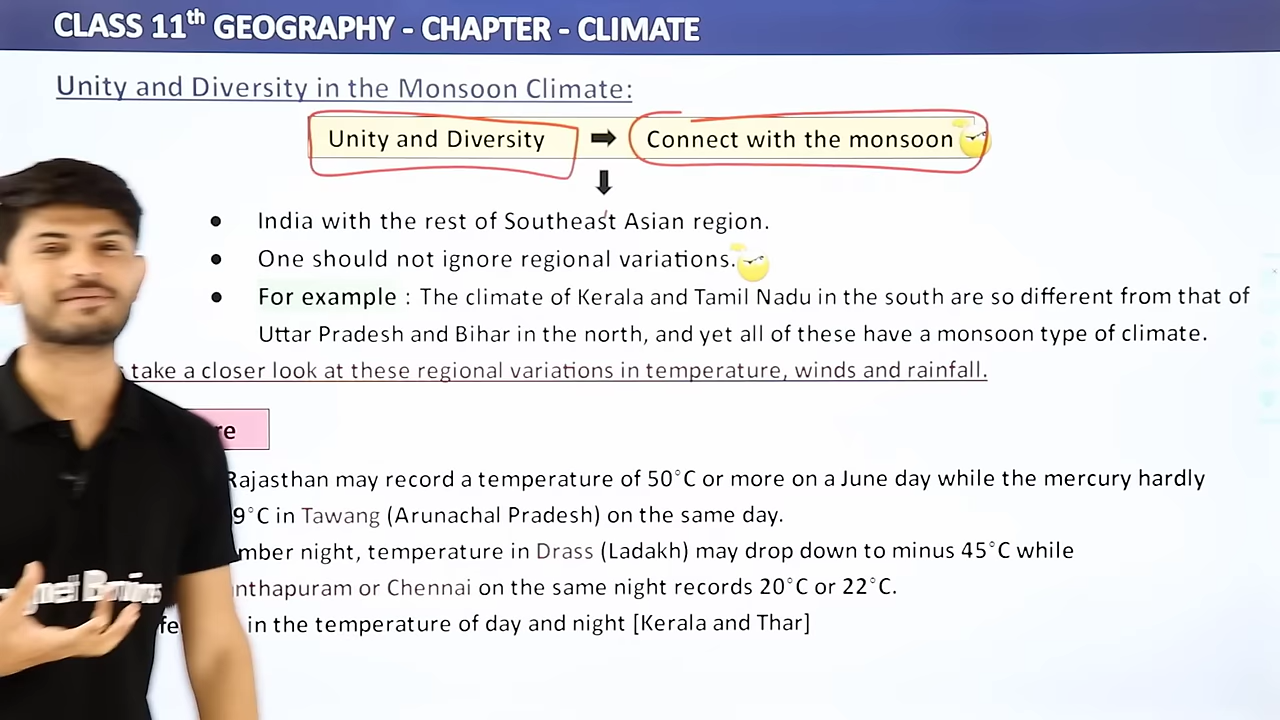 CLASS 11th GEOGRAPHY - CHAPTER - CLIMATE
Unity and Diversity in the Monsoon Climate:
Unity and Diversity ➡ Connect with the monsoon
• India with the rest of Southeast Asian region.
• One should not ignore regional variations.
• For example : The climate of Kerala and Tamil Nadu in the south are so different from that of
Uttar Pradesh and Bihar in the north, and yet all of these have a monsoon type of climate.
take a closer look at these regional variations in temperature, winds and rainfall.
re
Rajasthan may record a temperature of 50°C or more on a June day while the mercury hardly
9°C in Tawang (Arunachal Pradesh) on the same day.
mber night, temperature in Drass (Ladakh) may drop down to minus 45°C while
nthapuram or Chennai on the same night records 20°C or 22°C.
fe in the temperature of day and night [Kerala and Thar]